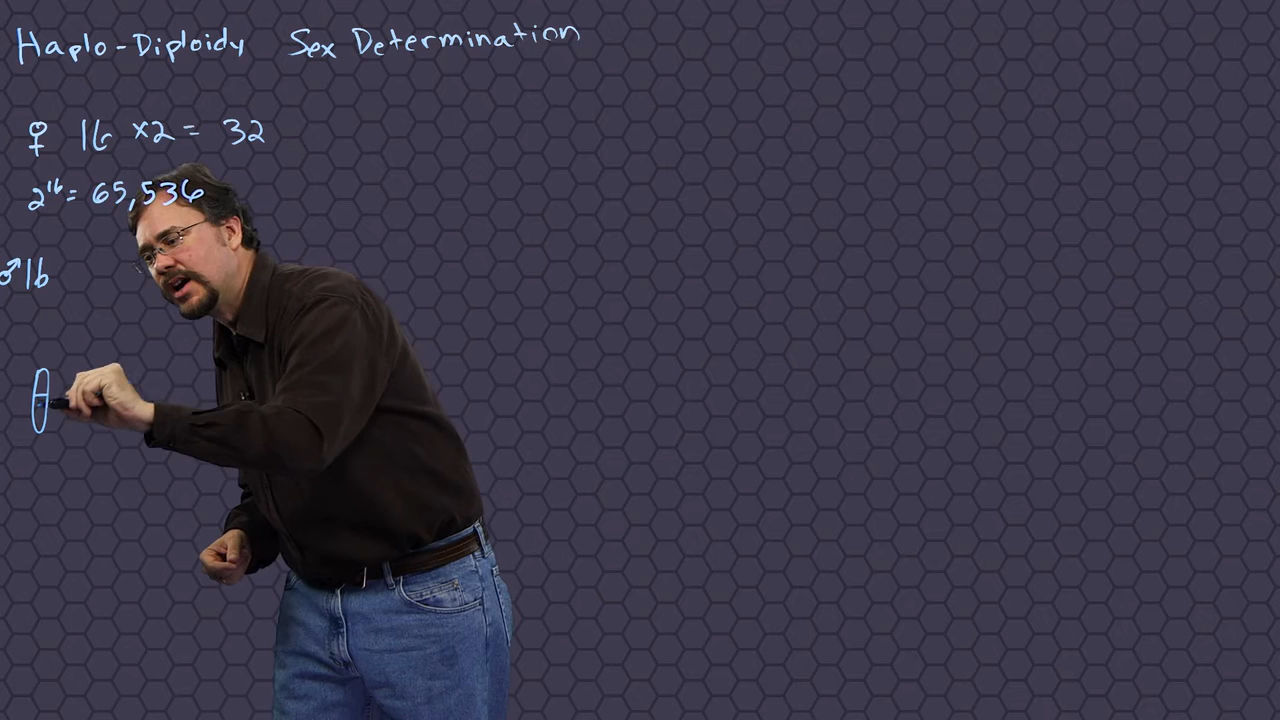 Haplo-Diploidy Sex Determination
♀ 16 x2 = 32
2¹⁶ = 65,536
♂ 16